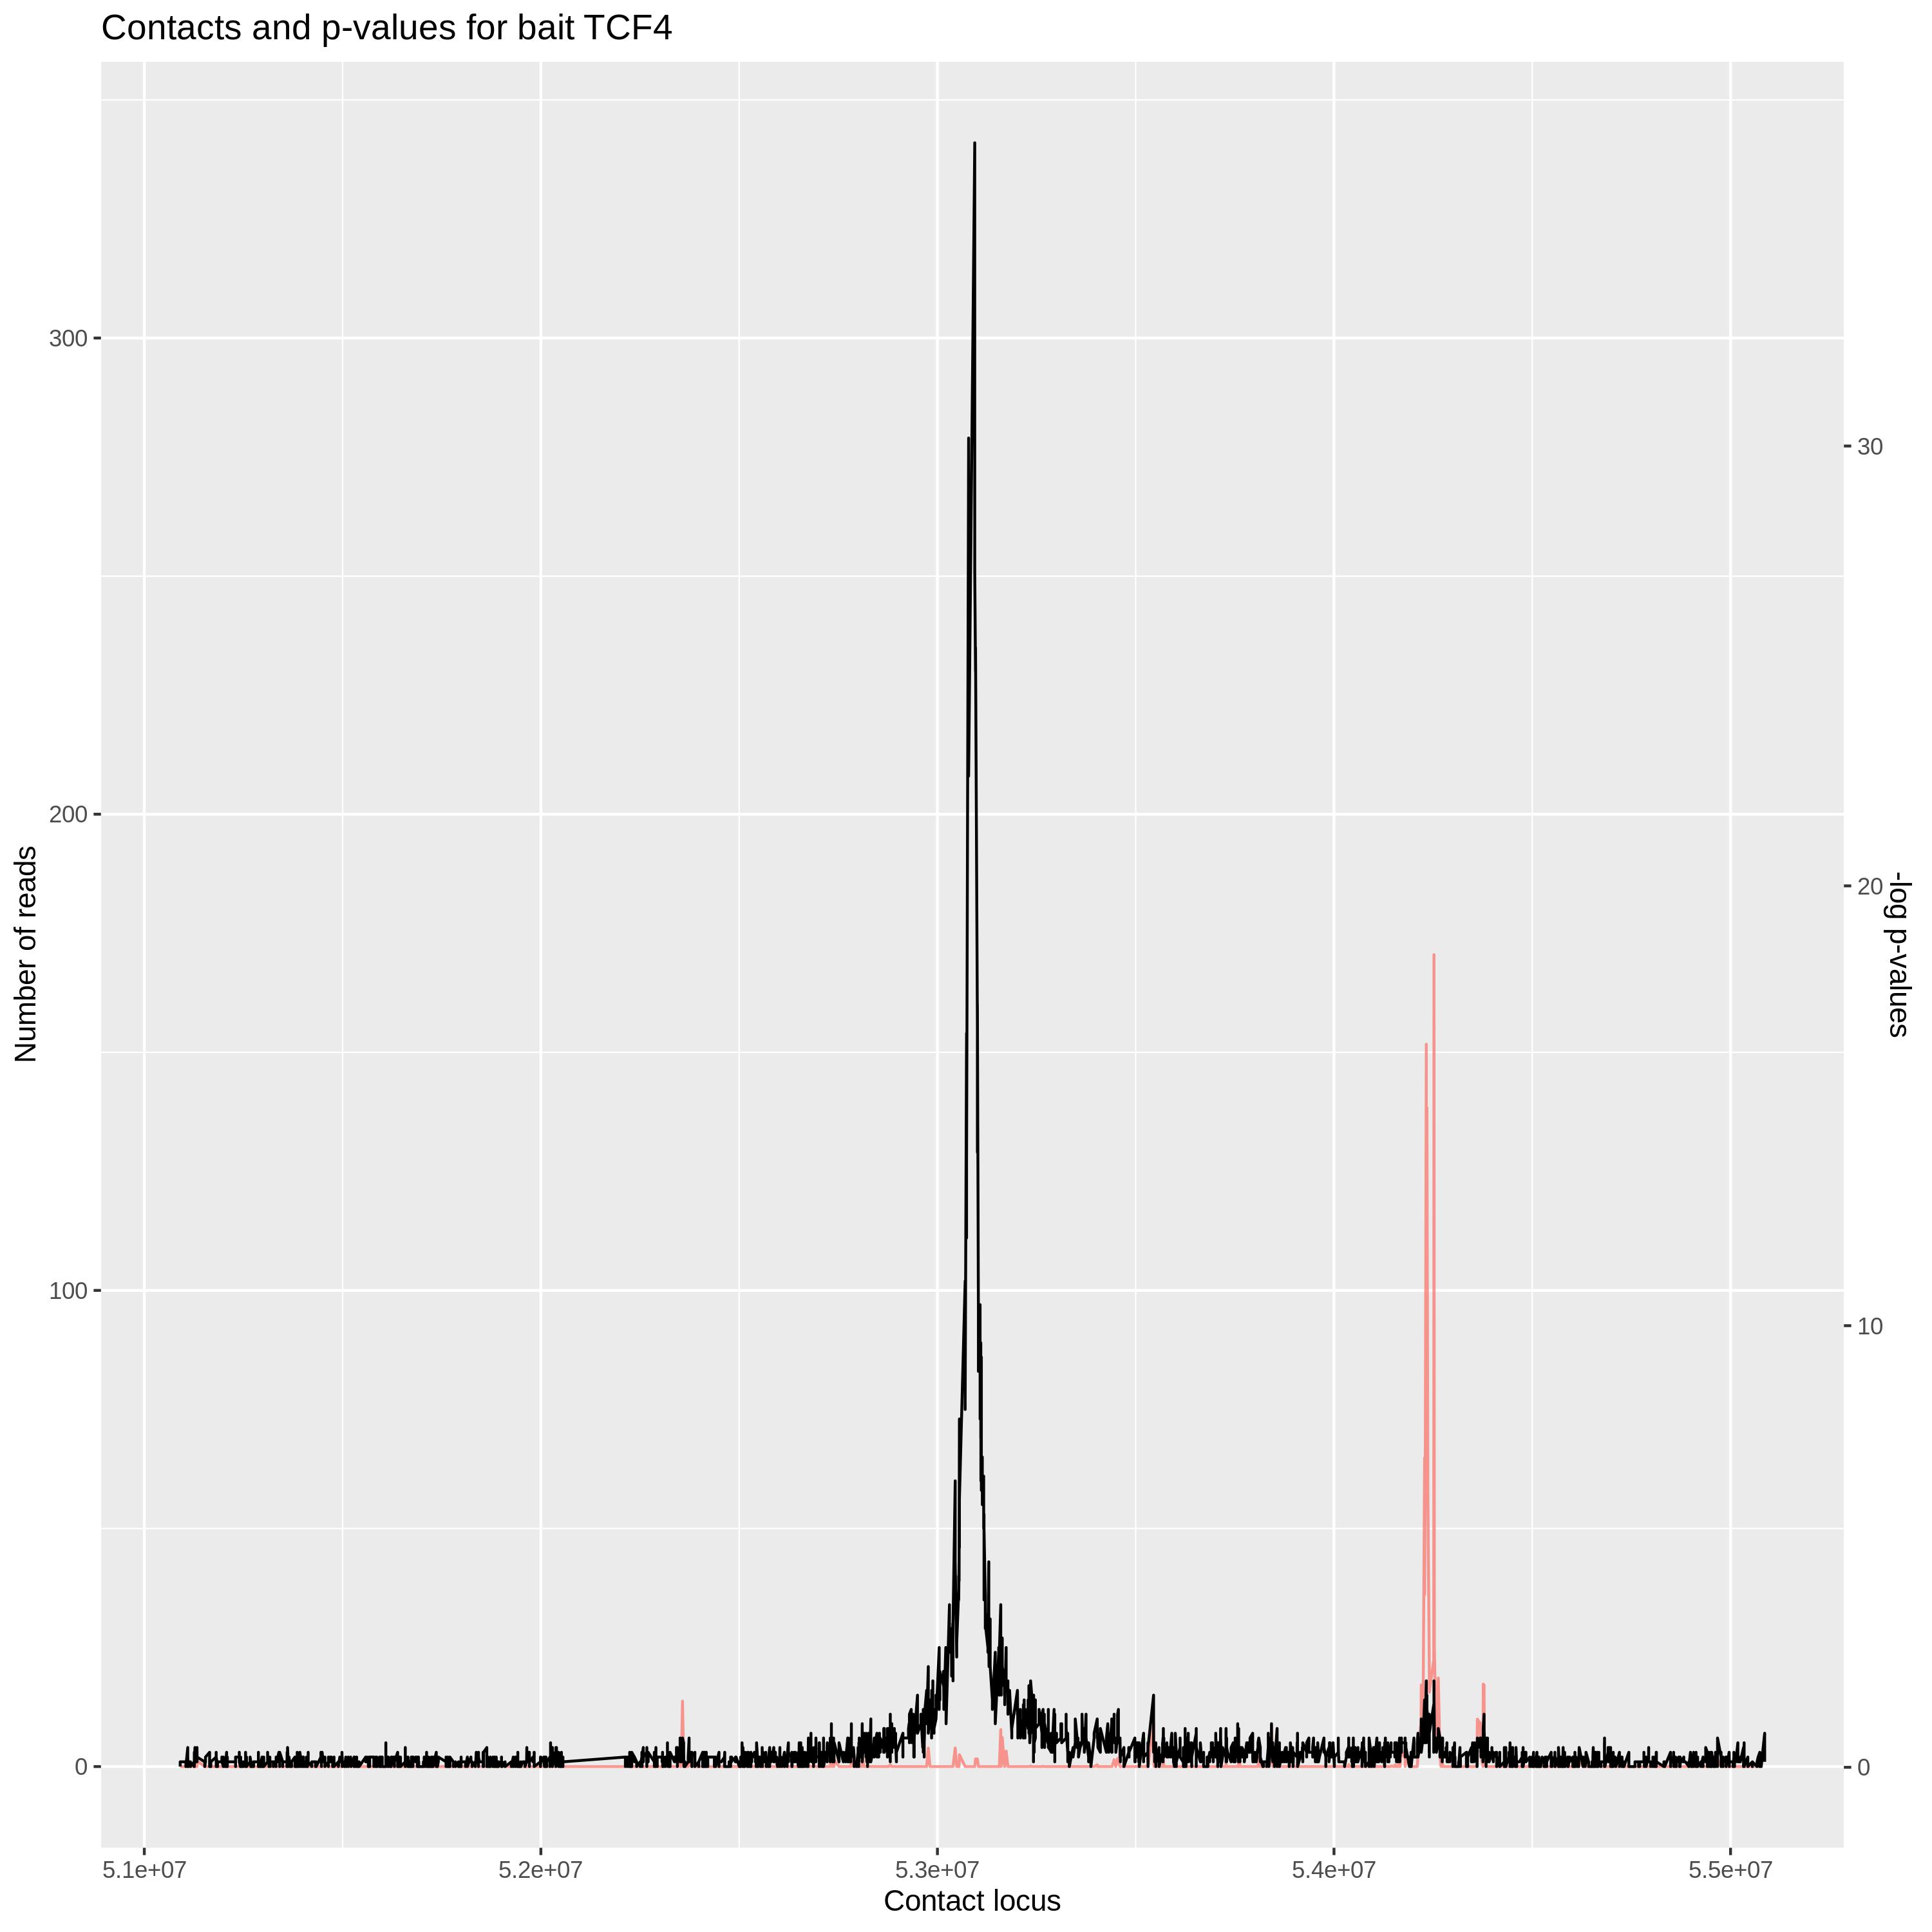 Contacts and p-values for bait TCF4
300
200
100
0
Number of reads
30
20
10
0
-log p-values
5.1e+07 5.2e+07 5.3e+07 5.4e+07 5.5e+07
Contact locus